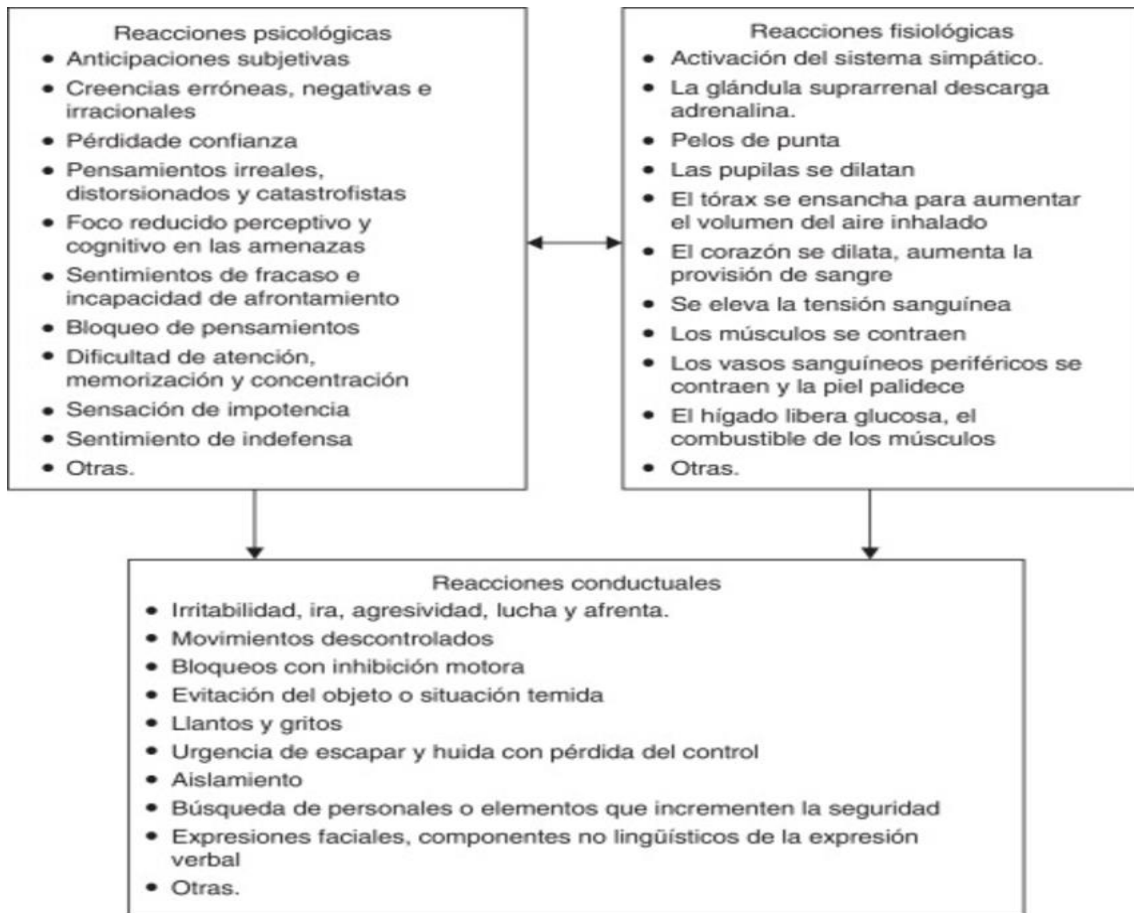 Reacciones psicológicas
• Anticipaciones subjetivas
• Creencias erróneas, negativas e
irracionales
• Pérdidade confianza
• Pensamientos irreales,
distorsionados y catastrofistas
• Foco reducido perceptivo y
cognitivo en las amenazas
• Sentimientos de fracaso e
incapacidad de afrontamiento
• Bloqueo de pensamientos
• Dificultad de atención,
memorización y concentración
• Sensación de impotencia
• Sentimiento de indefensa
• Otras.
Reacciones fisiológicas
• Activación del sistema simpático.
• La glándula suprarrenal descarga
adrenalina.
• Pelos de punta
• Las pupilas se dilatan
• El tórax se ensancha para aumentar
el volumen del aire inhalado
• El corazón se dilata, aumenta la
provisión de sangre
• Se eleva la tensión sanguínea
• Los músculos se contraen
• Los vasos sanguíneos periféricos se
contraen y la piel palidece
• El hígado libera glucosa, el
combustible de los músculos
• Otras.
Reacciones conductuales
• Irritabilidad, ira, agresividad, lucha y afrenta.
• Movimientos descontrolados
• Bloqueos con inhibición motora
• Evitación del objeto o situación temida
• Llantos y gritos
• Urgencia de escapar y huida con pérdida del control
• Aislamiento
• Búsqueda de personales o elementos que incrementen la seguridad
• Expresiones faciales, componentes no lingüísticos de la expresión
verbal
• Otras.